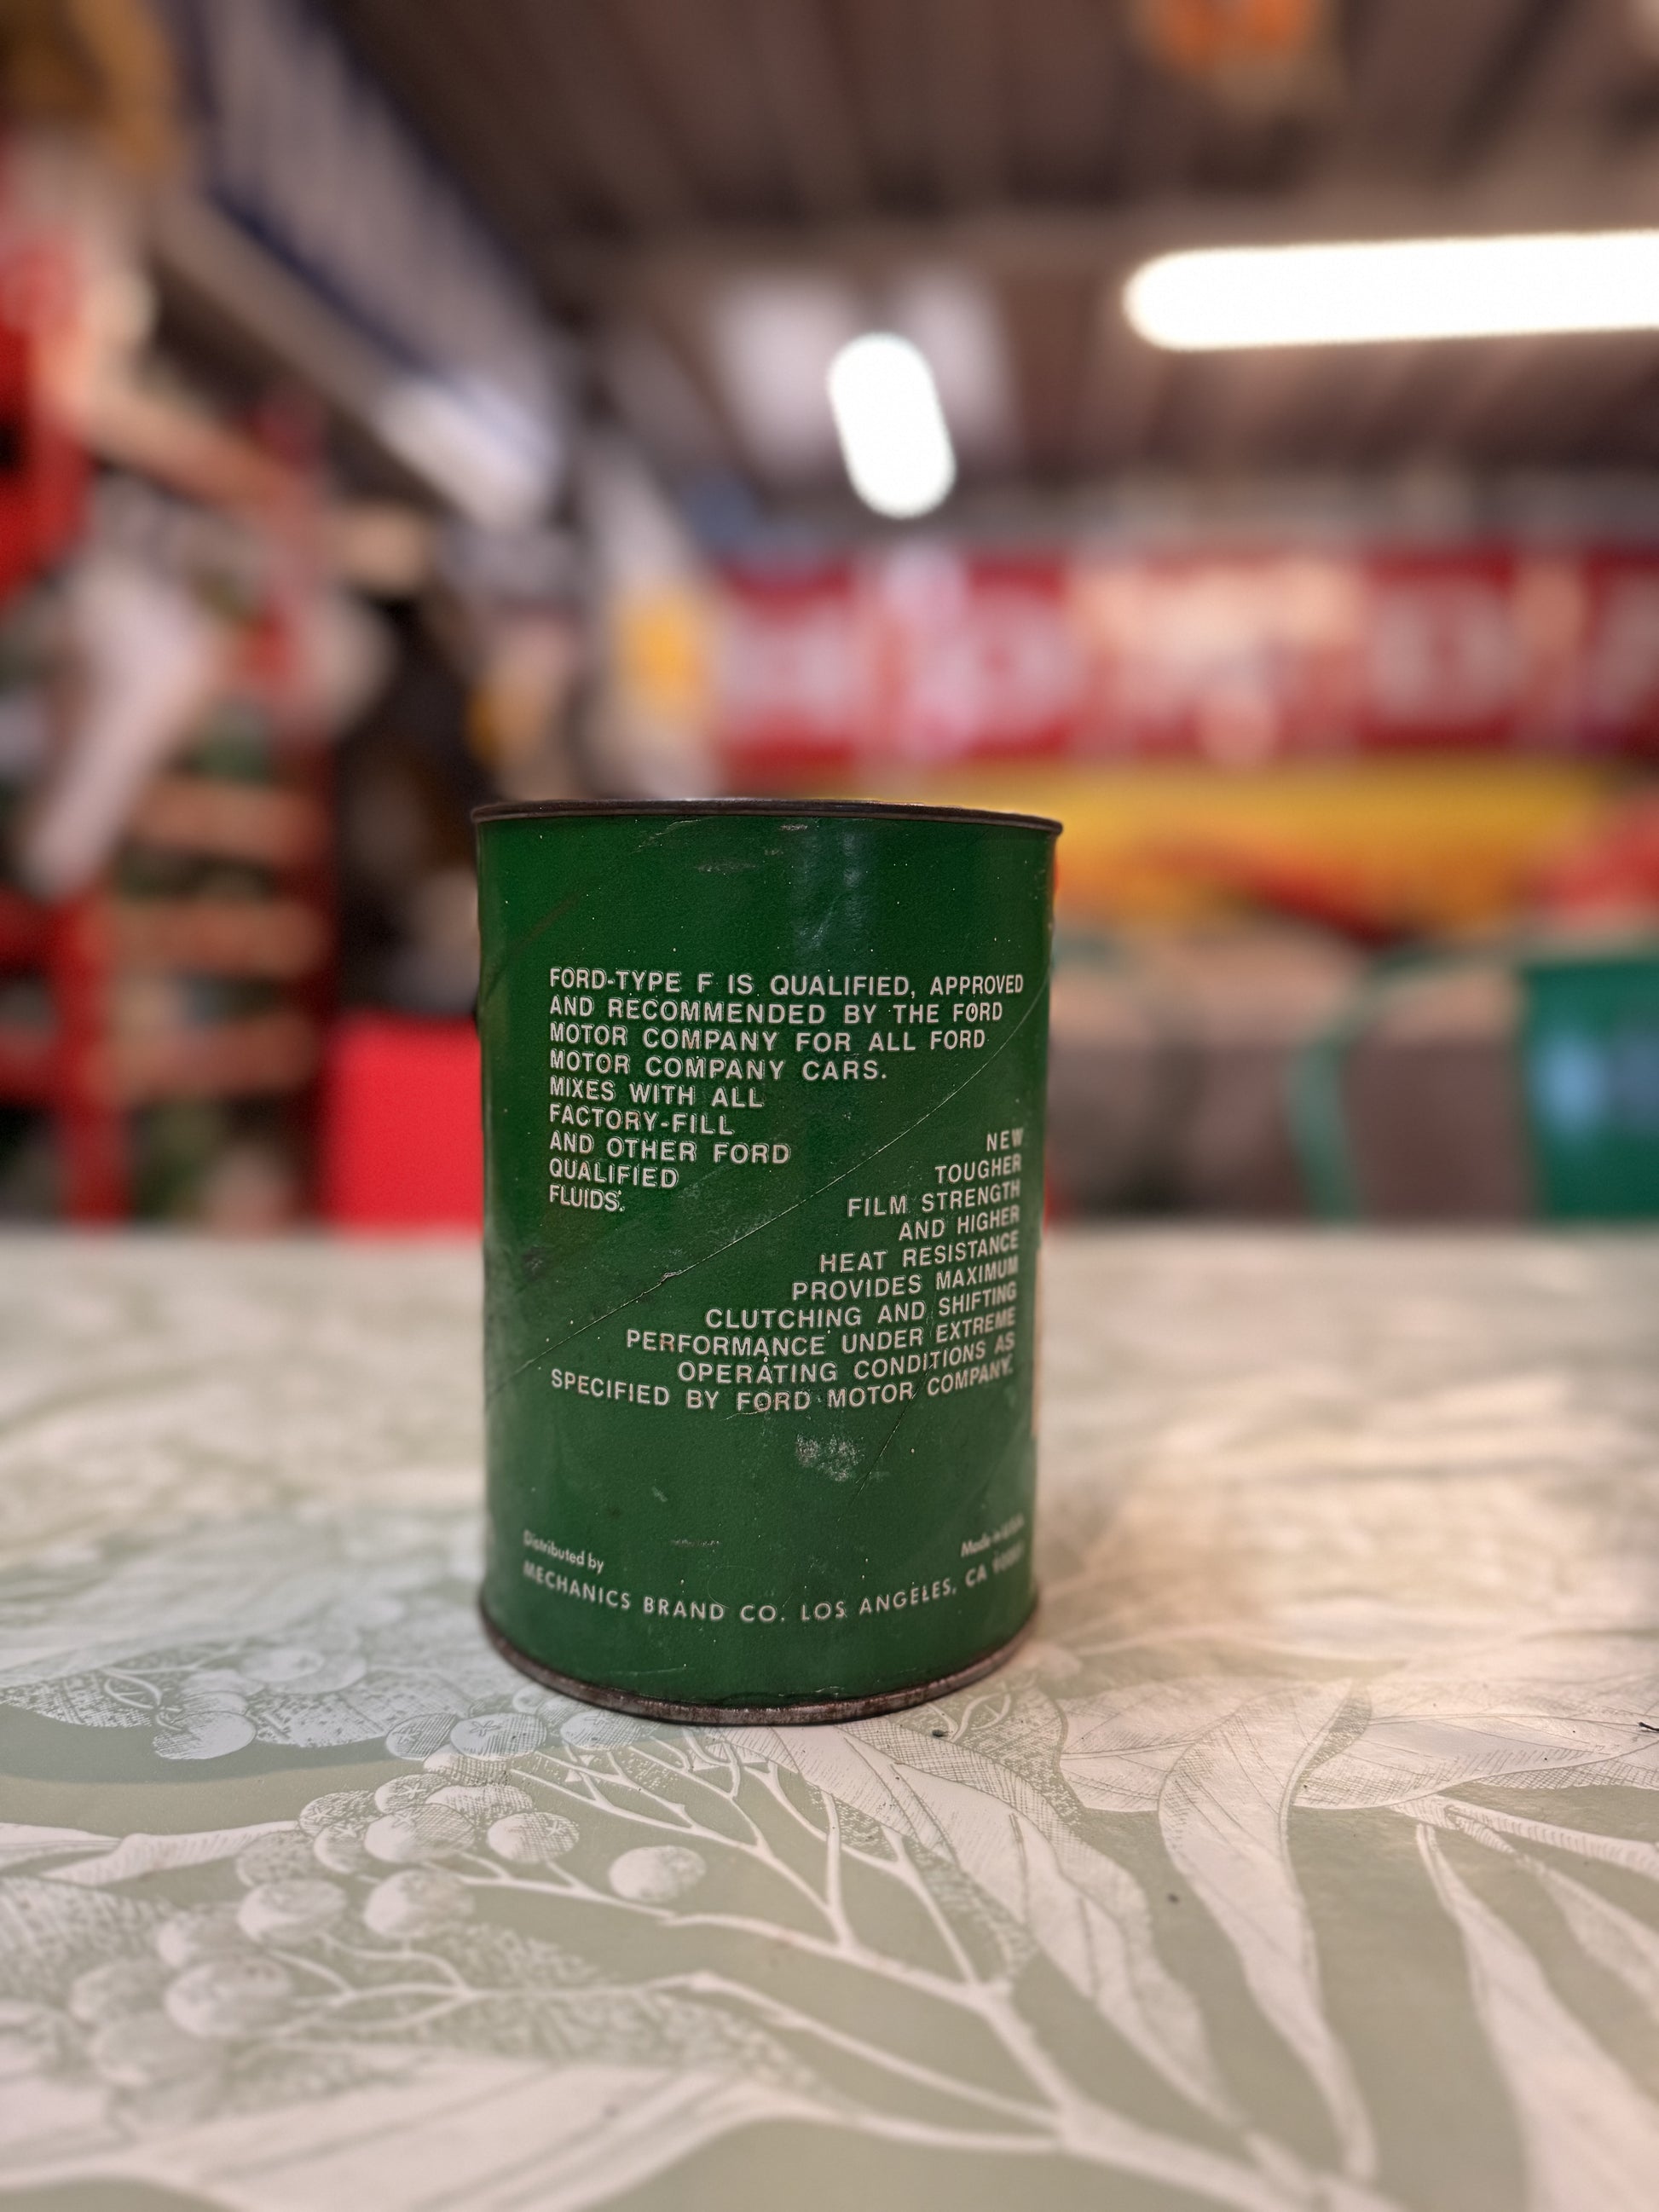 FORD-TYPE F IS QUALIFIED, APPROVED
AND RECOMMENDED BY THE FORD
MOTOR COMPANY FOR ALL FORD
MOTOR COMPANY CARS.
MIXES WITH ALL
FACTORY-FILL
AND OTHER FORD
QUALIFIED
FLUIDS.
NEW
TOUGHER
FILM STRENGTH
AND HIGHER
HEAT RESISTANCE
PROVIDES MAXIMUM
CLUTCHING AND SHIFTING
PERFORMANCE UNDER EXTREME
OPERATING CONDITIONS AS
SPECIFIED BY FORD MOTOR COMPANY.
Distributed by
Made in U.S.A.
MECHANICS BRAND CO. LOS ANGELES, CA